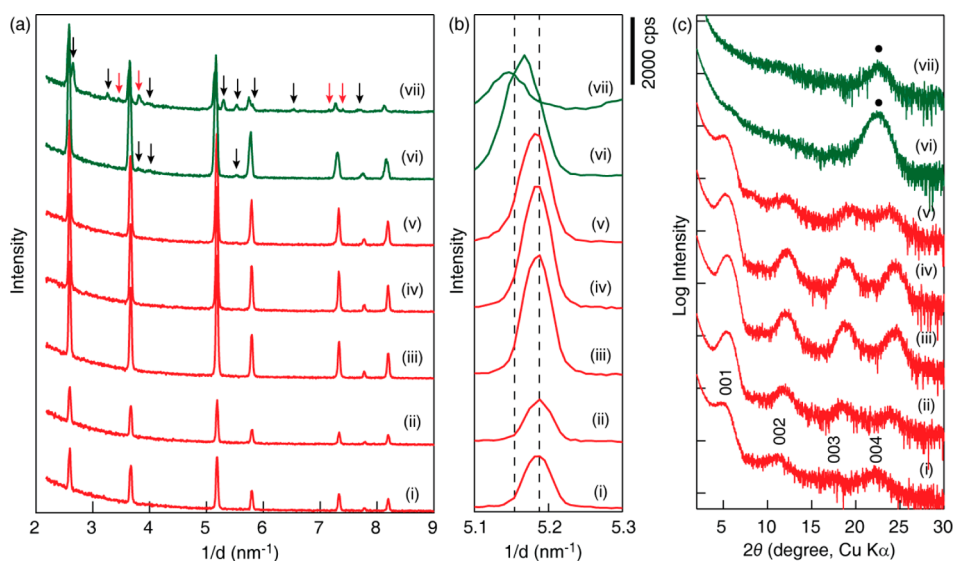 (a)
(vii)
(vi)
(v)
(iv)
(iii)
(ii)
(i)
Intensity
2 3 4 5 6 7 8 9
1/d (nm⁻¹)
(b)
2000 cps
(vii)
(vi)
(v)
(iv)
(iii)
(ii)
(i)
Intensity
5.1 5.2 5.3
1/d (nm⁻¹)
(c)
(vii)
(vi)
(v)
(iv)
(iii)
(ii)
(i)
001
002
003
004
Log Intensity
5 10 15 20 25 30
2θ (degree, Cu Kα)